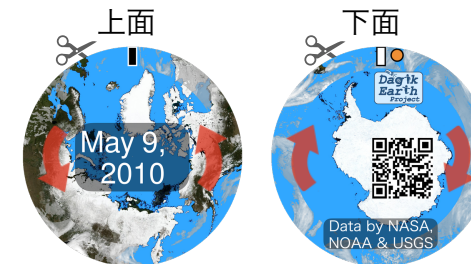 上面
下面
May 9,
2010
Dagik
Earth
Project
Data by NASA,
NOAA & USGS